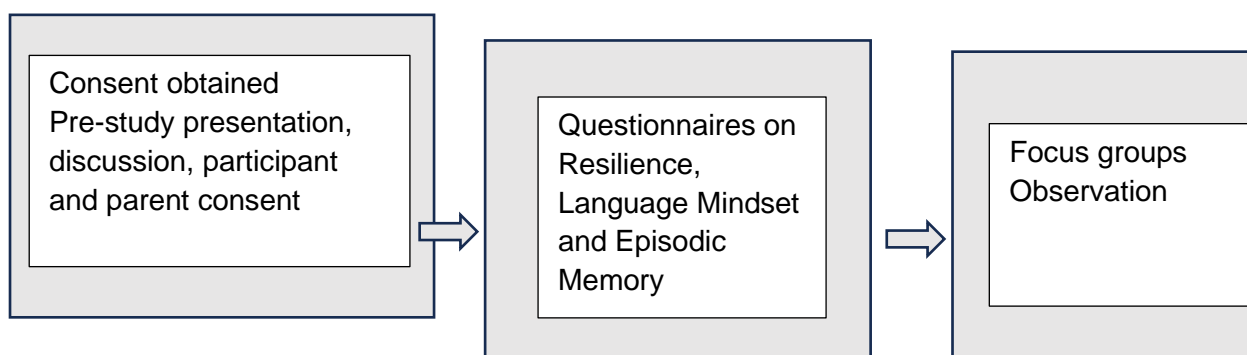 Consent obtained
Pre-study presentation,
discussion, participant
and parent consent
Questionnaires on
Resilience,
Language Mindset
and Episodic
Memory
Focus groups
Observation